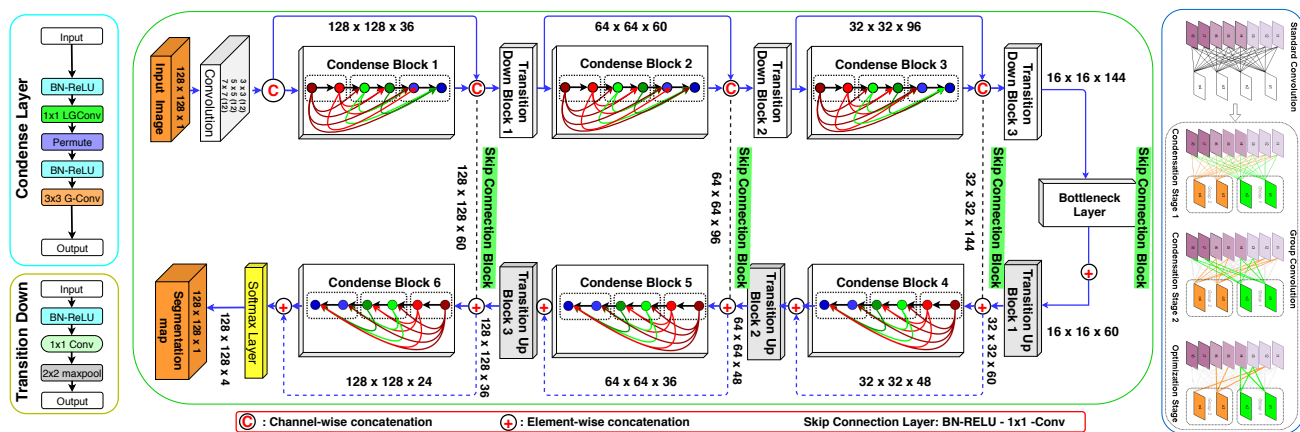 Condense Layer
Input
BN-ReLU
1x1 LGConv
Permute
BN-ReLU
3x3 G-Conv
Output
Transition Down
Input
BN-ReLU
1x1 Conv
2x2 maxpool
Output
Input Image
128 x 128 x 1
Convolution
3 x 3 (12)
5 x 5 (12)
7 x 7 (12)
C
128 x 128 x 36
Condense Block 1
C
Transition
Down Block 1
64 x 64 x 60
Condense Block 2
C
Transition
Down Block 2
32 x 32 x 96
Condense Block 3
C
Transition
Down Block 3
16 x 16 x 144
Skip Connection Block
128 x 128 x 60
Skip Connection Block
64 x 64 x 96
Skip Connection Block
32 x 32 x 144
Skip Connection Block
Bottleneck
Layer
+
16 x 16 x 60
Transition Up
Block 1
32 x 32 x 60
+
Condense Block 4
32 x 32 x 48
+
Transition Up
Block 2
64 x 64 x 48
+
Condense Block 5
64 x 64 x 36
+
Transition Up
Block 3
128 x 128 x 36
+
Condense Block 6
128 x 128 x 24
+
Softmax Layer
128 x 128 x 4
Segmentation
map
128 x 128 x 1
C : Channel-wise concatenation
+ : Element-wise concatenation
Skip Connection Layer: BN-RELU - 1x1 -Conv
Standard Convolution
Group Convolution
Condensation Stage 1
Condensation Stage 2
Optimization Stage